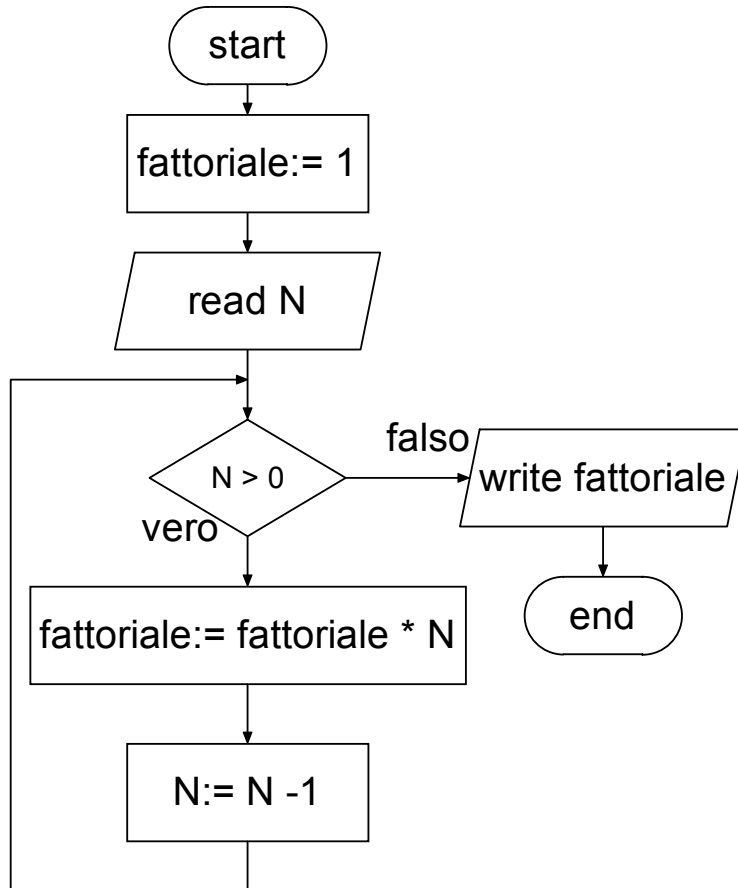 start
fattoriale:= 1
read N
N > 0
falso
write fattoriale
vero
end
fattoriale:= fattoriale * N
N:= N -1